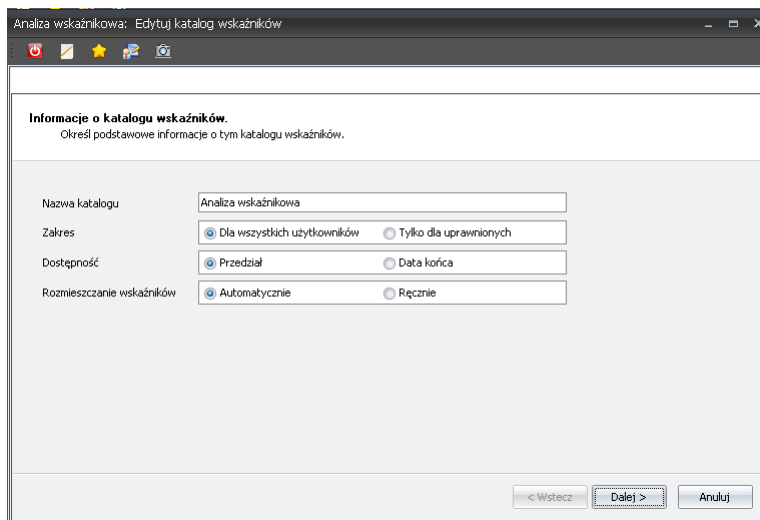 Analiza wskaźnikowa: Edytuj katalog wskaźników
Informacje o katalogu wskaźników.
Określ podstawowe informacje o tym katalogu wskaźników.
Nazwa katalogu Analiza wskaźnikowa
Zakres Dla wszystkich użytkowników Tylko dla uprawnionych
Dostępność Przedział Data końca
Rozmieszczanie wskaźników Automatycznie Ręcznie
< Wstecz Dalej > Anuluj